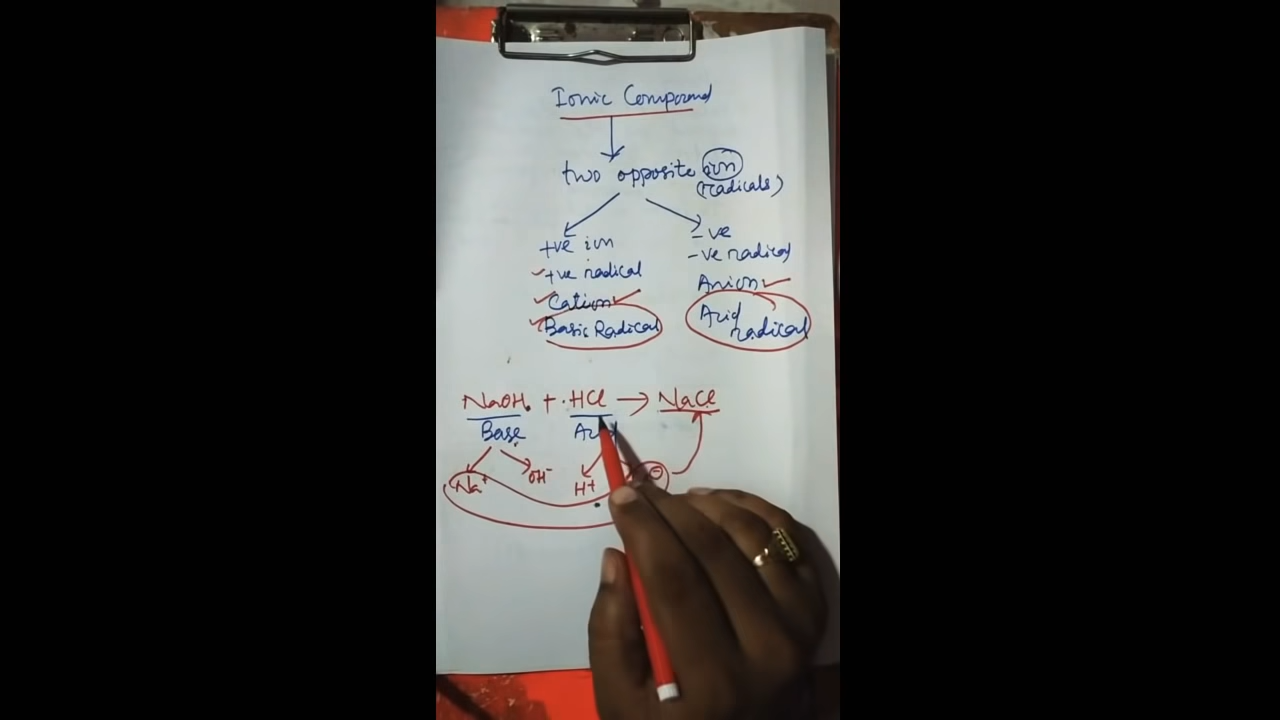 Ionic Compound
two opposite ion
(radicals)
+ve ion
+ve radical
Cation
Basic Radical
-ve
-ve radical
Anion
Acid
radical
NaOH + HCl → NaCl
Base Acid
Na⁺ OH⁻ H⁺